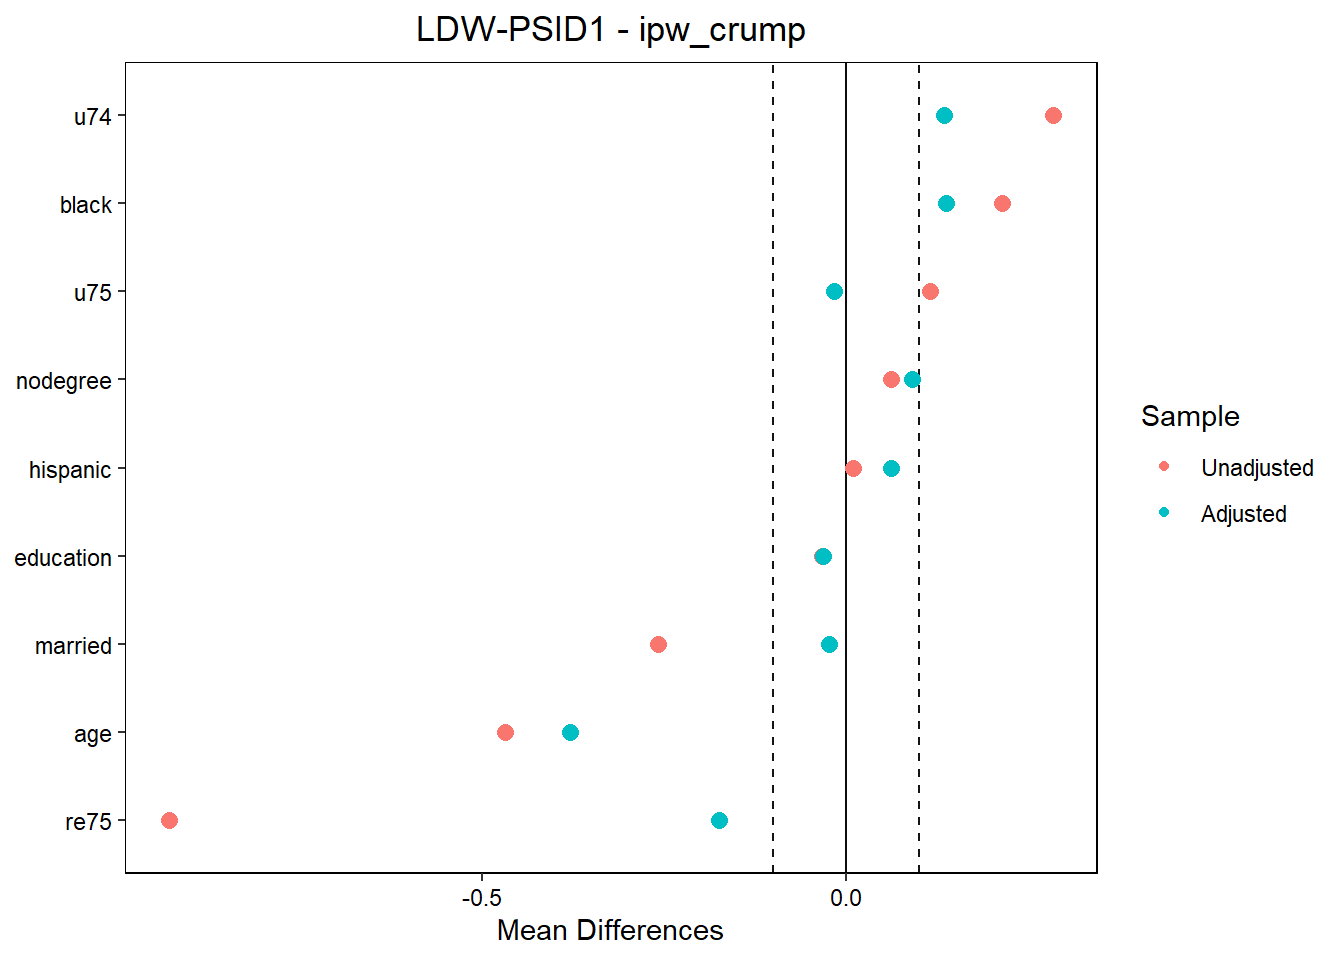 LDW-PSID1 - ipw_crump
u74
black
u75
nodegree
hispanic
education
married
age
re75
-0.5
0.0
Mean Differences
Sample
Unadjusted
Adjusted